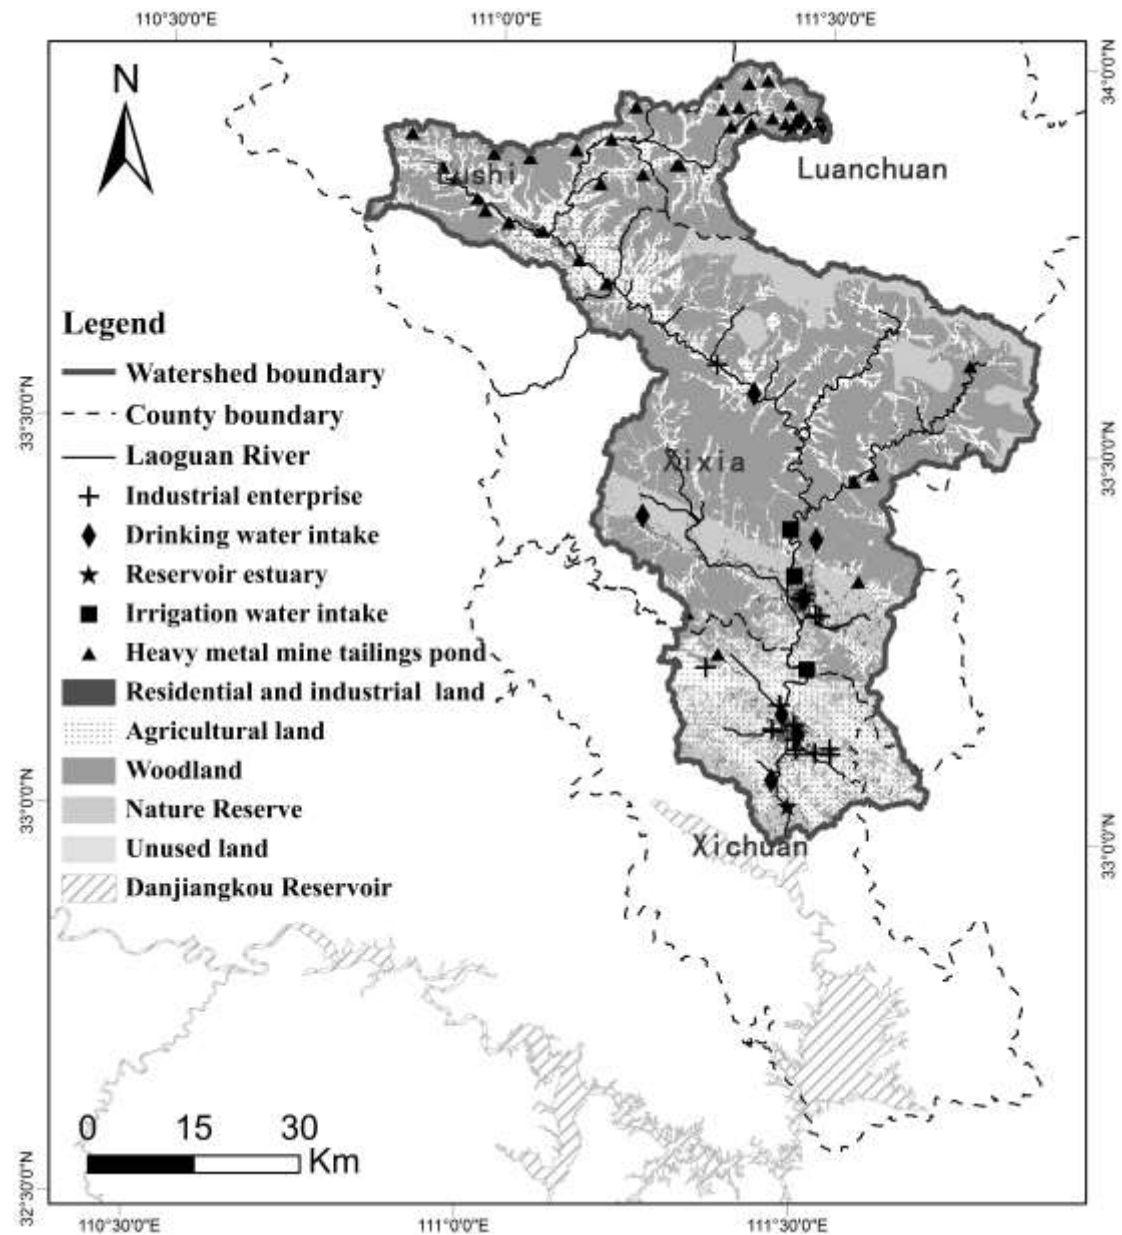 110°30'0"E 111°0'0"E 111°30'0"E
34°0'0"N
N
Lushi
Luanchuan
Legend
Watershed boundary
County boundary
33°30'0"N
Laoguan River
Xixia
33°30'0"N
Industrial enterprise
Drinking water intake
Reservoir estuary
Irrigation water intake
Heavy metal mine tailings pond
Residential and industrial land
Agricultural land
Woodland
33°0'0"N
Nature Reserve
Unused land
Xichuan
33°0'0"N
Danjiangkou Reservoir
0 15 30
Km
32°30'0"N
110°30'0"E 111°0'0"E 111°30'0"E